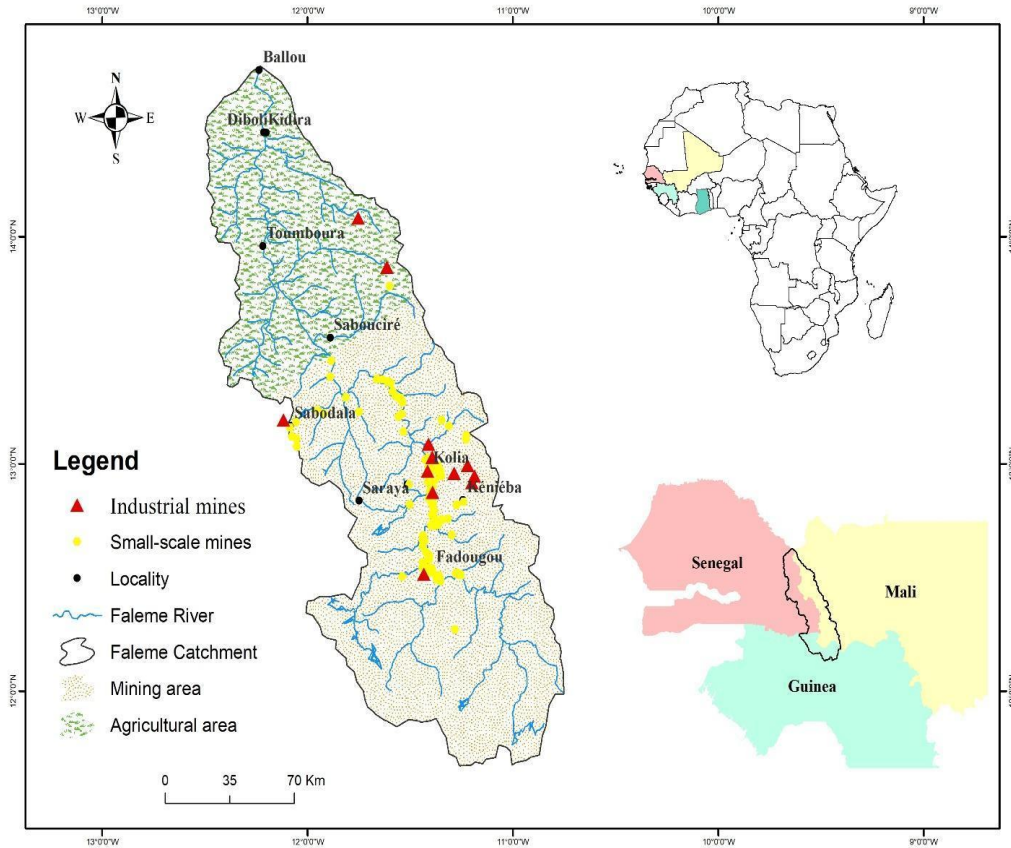 13°0'0"W 12°0'0"W 11°0'0"W 10°0'0"W 9°0'0"W
N
W E
S
Ballou
DiboliKidira
Toumboura
14°0'0"N
Sabouciré
Sabodala
13°0'0"N
Kolia
Saraya
Kéniéba
Fadougou
12°0'0"N
Legend
Industrial mines
Small-scale mines
Locality
Faleme River
Faleme Catchment
Mining area
Agricultural area
0 35 70 Km
Senegal
Mali
Guinea
13°0'0"W 12°0'0"W 11°0'0"W 10°0'0"W 9°0'0"W